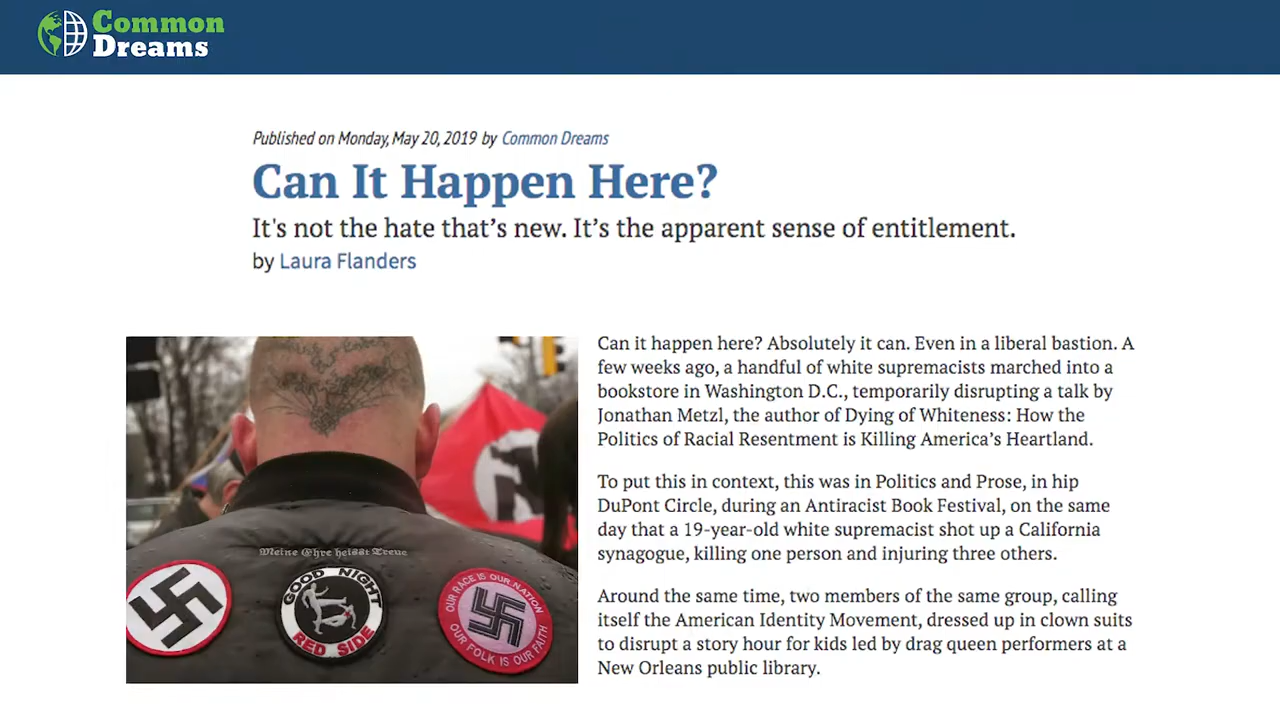 Common
Dreams
Published on Monday, May 20, 2019 by Common Dreams
Can It Happen Here?
It's not the hate that’s new. It’s the apparent sense of entitlement.
by Laura Flanders
Can it happen here? Absolutely it can. Even in a liberal bastion. A
few weeks ago, a handful of white supremacists marched into a
bookstore in Washington D.C., temporarily disrupting a talk by
Jonathan Metzl, the author of Dying of Whiteness: How the
Politics of Racial Resentment is Killing America’s Heartland.
To put this in context, this was in Politics and Prose, in hip
DuPont Circle, during an Antiracist Book Festival, on the same
day that a 19-year-old white supremacist shot up a California
synagogue, killing one person and injuring three others.
Around the same time, two members of the same group, calling
itself the American Identity Movement, dressed up in clown suits
to disrupt a story hour for kids led by drag queen performers at a
New Orleans public library.
Meine Ehre heisst Treue
GOOD NIGHT
RED SIDE
OUR RACE IS OUR NATION
OUR FOLK IS OUR FAITH